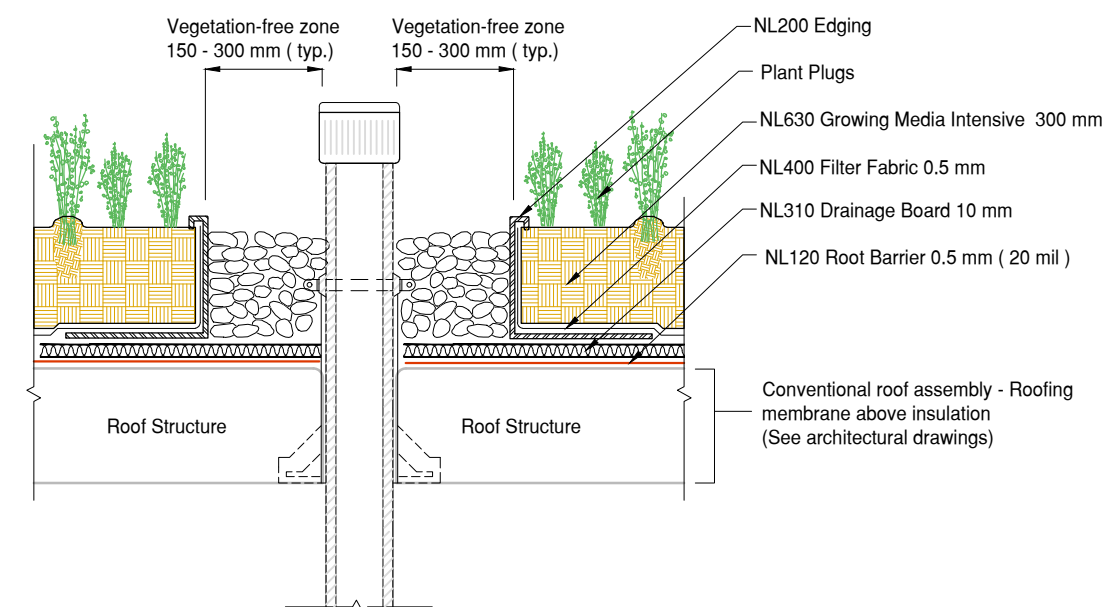 Vegetation-free zone
150 - 300 mm ( typ.)
Vegetation-free zone
150 - 300 mm ( typ.)
NL200 Edging
Plant Plugs
NL630 Growing Media Intensive  300 mm
NL400 Filter Fabric 0.5 mm
NL310 Drainage Board 10 mm
NL120 Root Barrier 0.5 mm ( 20 mil )
Conventional roof assembly - Roofing
membrane above insulation
(See architectural drawings)
Roof Structure
Roof Structure